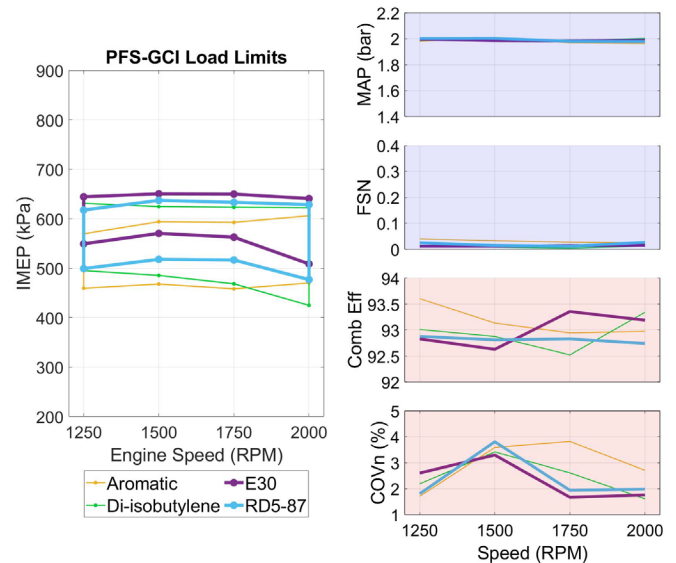 PFS-GCI Load Limits
900
800
700
600
500
400
300
200
IMEP (kPa)
1250 1500 1750 2000
Engine Speed (RPM)
Aromatic E30
Di-isobutylene RD5-87
2.2
2
1.8
1.6
1.4
MAP (bar)
0.4
0.3
0.2
0.1
0
FSN
94
93.5
93
92.5
92
Comb Eff
5
4
3
2
1
COVn (%)
1250 1500 1750 2000
Speed (RPM)